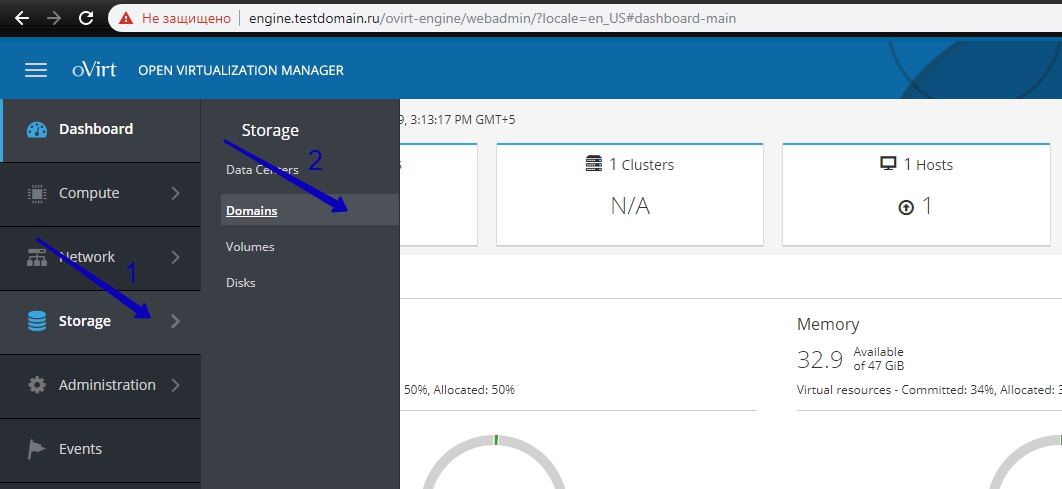 Не защищено
engine.testdomain.ru/ovirt-engine/webadmin/?locale=en_US#dashboard-main
oVirt OPEN VIRTUALIZATION MANAGER
Dashboard
Compute
Network
Storage
Administration
Events
1
Storage
Data Centers
Domains
Volumes
Disks
2
9, 3:13:17 PM GMT+5
1 Clusters
N/A
1 Hosts
1
50%, Allocated: 50%
Memory
32.9 Available
of 47 GiB
Virtual resources - Committed: 34%, Allocated: 3